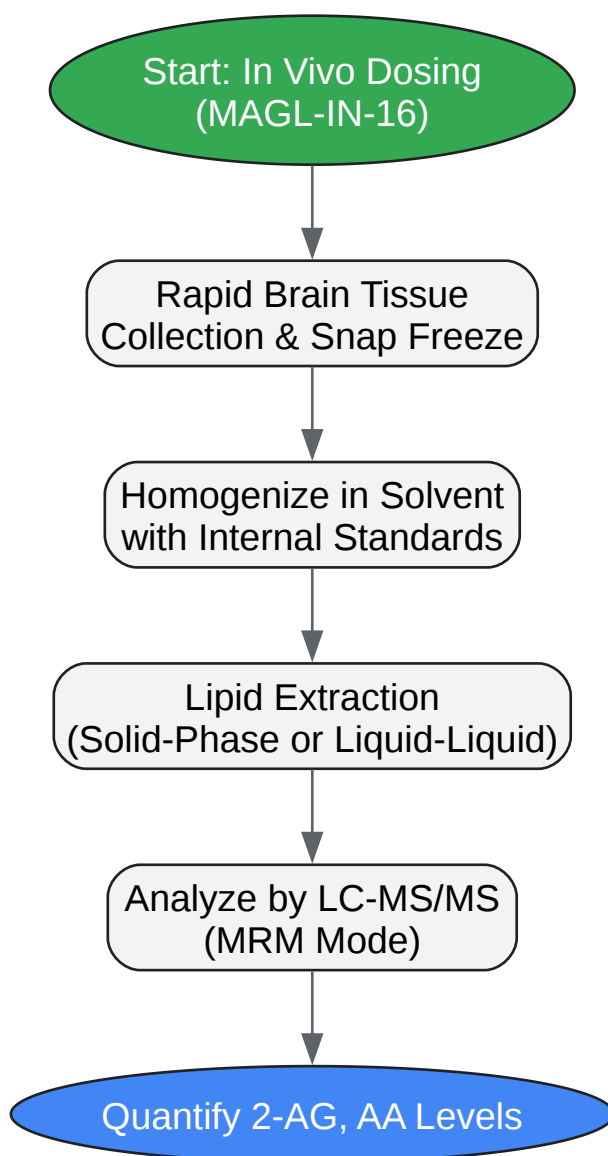 Start: In Vivo Dosing
(MAGL-IN-16)
Rapid Brain Tissue
Collection & Snap Freeze
Homogenize in Solvent
with Internal Standards
Lipid Extraction
(Solid-Phase or Liquid-Liquid)
Analyze by LC-MS/MS
(MRM Mode)
Quantify 2-AG, AA Levels